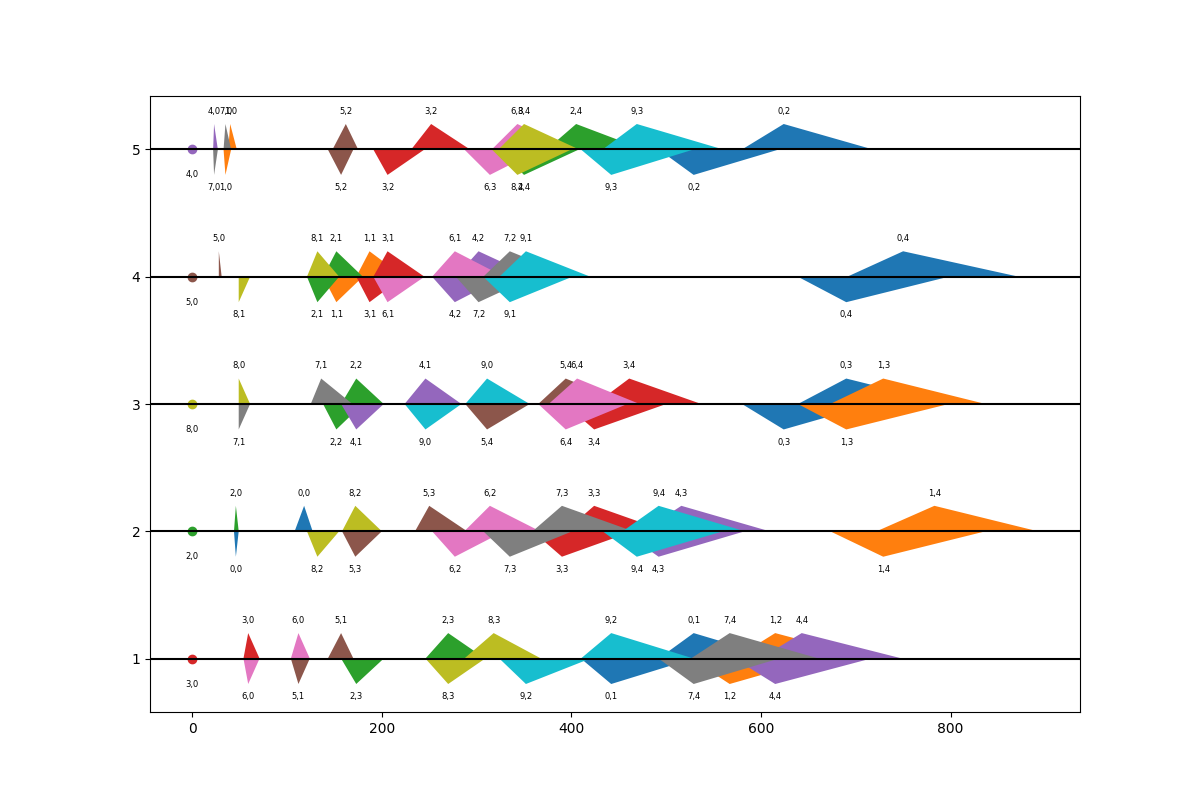 4,0 7,0 1,0 5,2 3,2 6,3 8,4 2,4 9,3 0,2
5
4,0 7,0 1,0 5,2 3,2 6,3 8,4 2,4 9,3 0,2
5,0 8,1 2,1 1,1 3,1 6,1 4,2 7,2 9,1 0,4
4
5,0 8,1 2,1 1,1 3,1 6,1 4,2 7,2 9,1 0,4
8,0 7,1 2,2 4,1 9,0 5,4 6,4 3,4 0,3 1,3
3
8,0 7,1 2,2 4,1 9,0 5,4 6,4 3,4 0,3 1,3
2,0 0,0 8,2 5,3 6,2 7,3 3,3 9,4 4,3 1,4
2
2,0 0,0 8,2 5,3 6,2 7,3 3,3 9,4 4,3 1,4
3,0 6,0 5,1 2,3 8,3 9,2 0,1 7,4 1,2 4,4
1
3,0 6,0 5,1 2,3 8,3 9,2 0,1 7,4 1,2 4,4
0 200 400 600 800